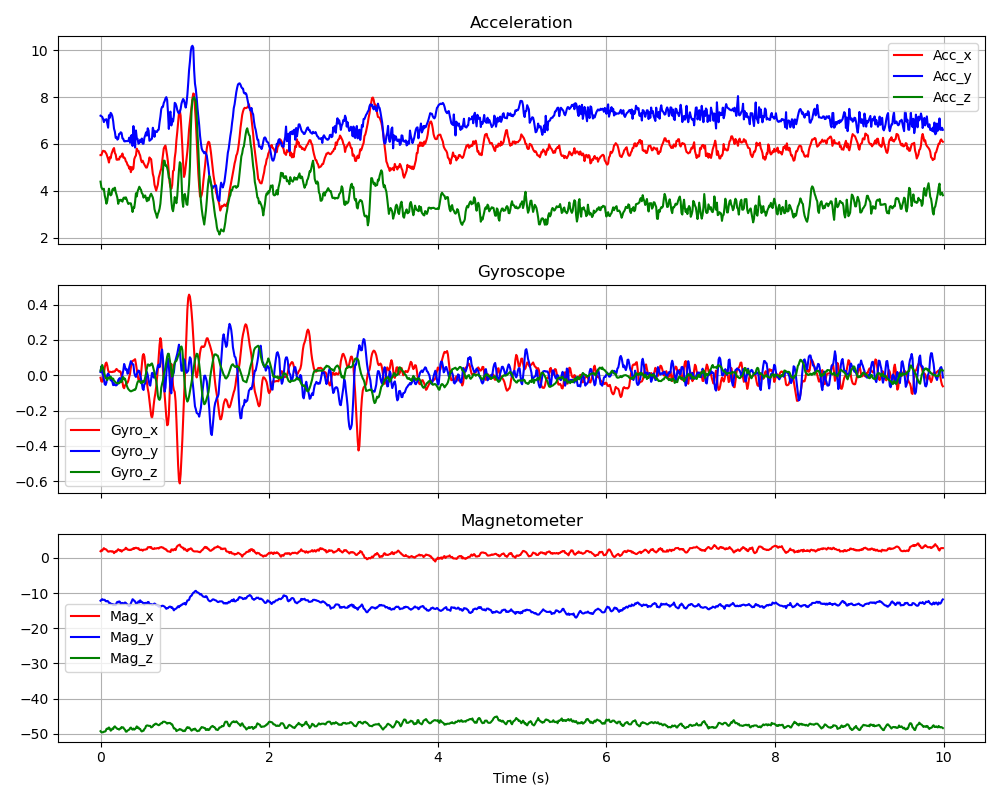 Acceleration
10
8
6
4
2
Acc_x
Acc_y
Acc_z
Gyroscope
0.4
0.2
0.0
−0.2
−0.4
−0.6
Gyro_x
Gyro_y
Gyro_z
Magnetometer
0
−10
−20
−30
−40
−50
Mag_x
Mag_y
Mag_z
0 2 4 6 8 10
Time (s)